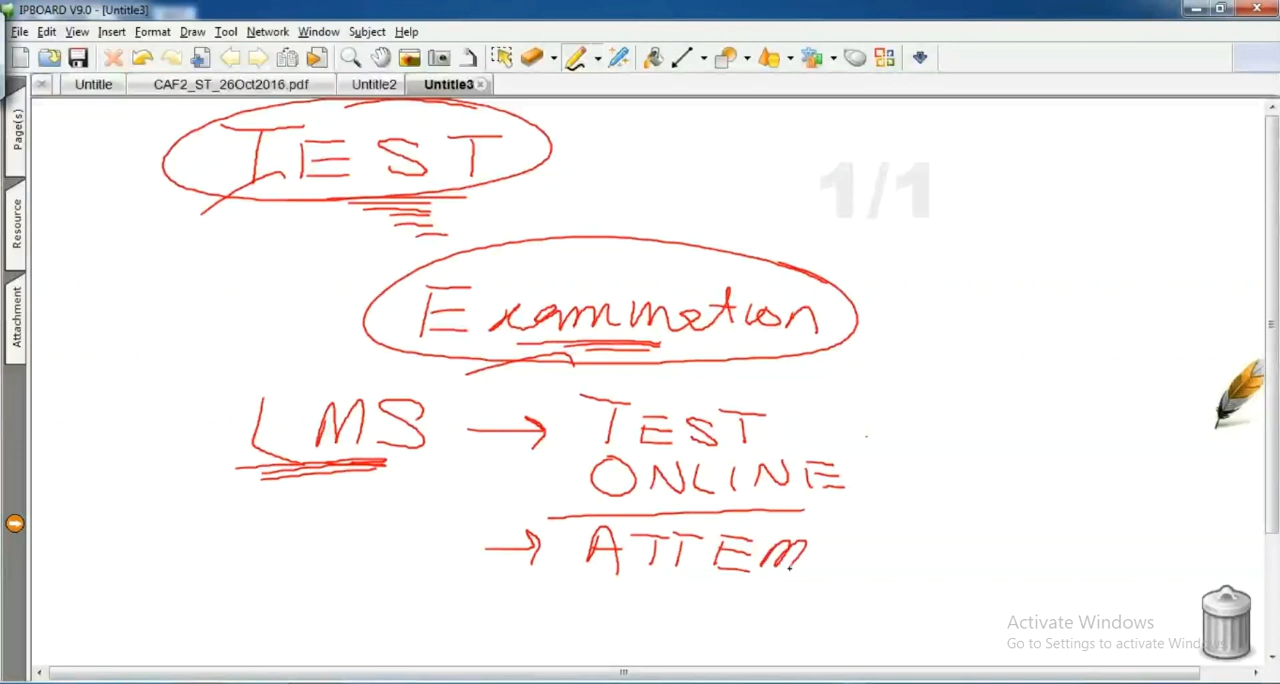 IPBOARD V9.0 - [Untitle3]
File Edit View Insert Format Draw Tool Network Window Subject Help
Untitle CAF2_ST_26Oct2016.pdf Untitle2 Untitle3
Page(s)
Resource
Attachment
1/1
TEST
Examination
LMS → TEST
ONLINE
→ ATTEM
Activate Windows
Go to Settings to activate Windows